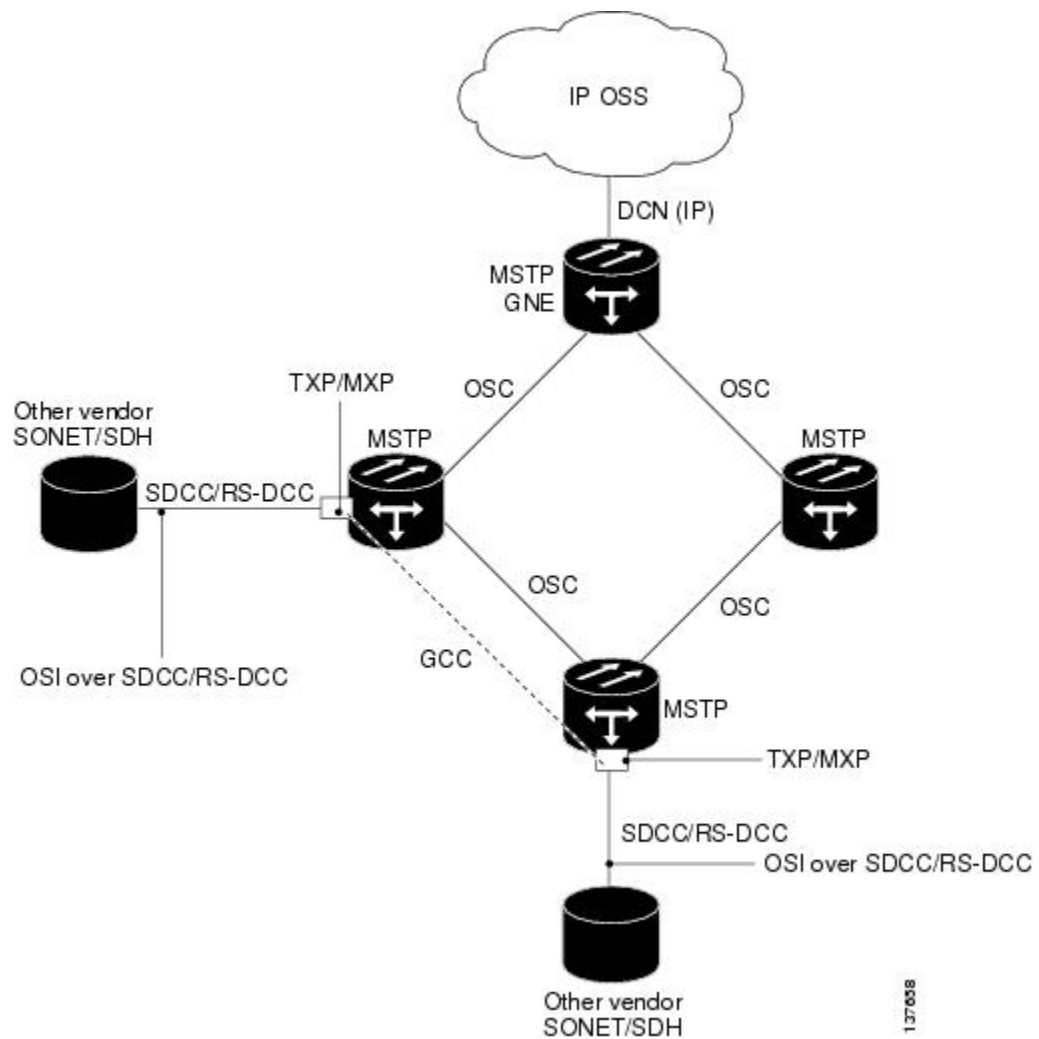 IP OSS
DCN (IP)
MSTP
GNE
OSC
OSC
TXP/MXP
Other vendor
SONET/SDH
MSTP
MSTP
SDCC/RS-DCC
OSC
OSC
GCC
OSI over SDCC/RS-DCC
MSTP
TXP/MXP
SDCC/RS-DCC
OSI over SDCC/RS-DCC
Other vendor
SONET/SDH
137658